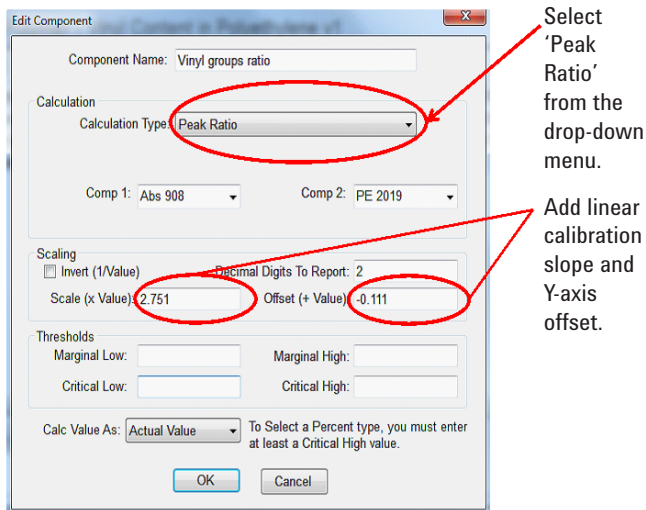 Edit Component
Component Name: Vinyl groups ratio
Calculation
Calculation Type: Peak Ratio
Comp 1: Abs 908 Comp 2: PE 2019
Scaling
Invert (1/Value) Decimal Digits To Report: 2
Scale (x Value): 2.751 Offset (+ Value): -0.111
Thresholds
Marginal Low: Marginal High:
Critical Low: Critical High:
Calc Value As: Actual Value To Select a Percent type, you must enter
at least a Critical High value.
OK Cancel
Select
‘Peak
Ratio’
from the
drop-down
menu.
Add linear
calibration
slope and
Y-axis
offset.